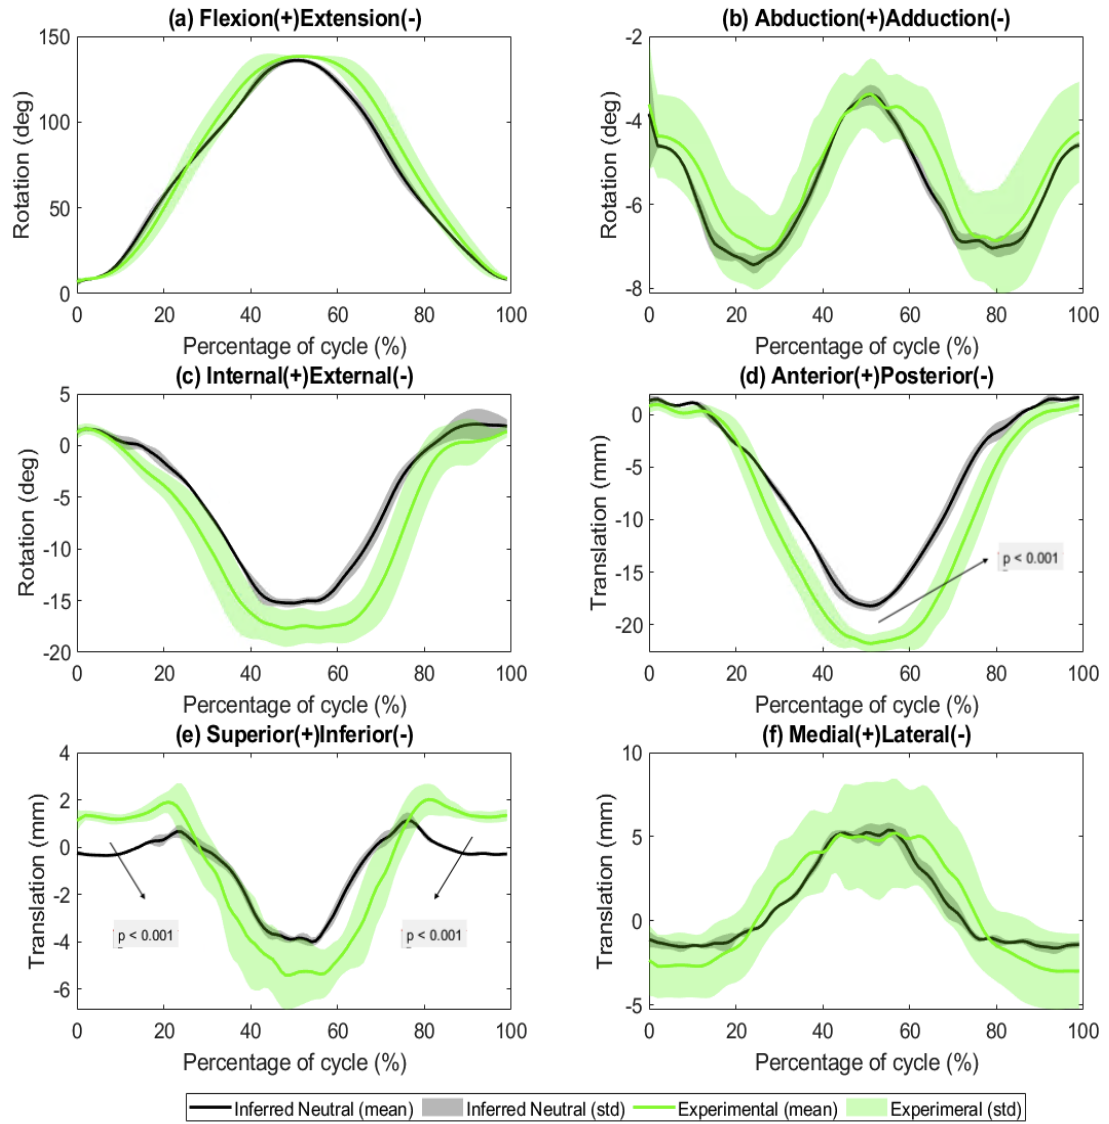 (a) Flexion(+)Extension(-)
150
100
50
0
Rotation (deg)
0 20 40 60 80 100
Percentage of cycle (%)
(b) Abduction(+)Adduction(-)
-2
-4
-6
-8
Rotation (deg)
0 20 40 60 80 100
Percentage of cycle (%)
(c) Internal(+)External(-)
5
0
-5
-10
-15
-20
Rotation (deg)
0 20 40 60 80 100
Percentage of cycle (%)
(d) Anterior(+)Posterior(-)
0
-5
-10
-15
-20
Translation (mm)
p < 0.001
0 20 40 60 80 100
Percentage of cycle (%)
(e) Superior(+)Inferior(-)
4
2
0
-2
-4
-6
Translation (mm)
p < 0.001
p < 0.001
0 20 40 60 80 100
Percentage of cycle (%)
(f) Medial(+)Lateral(-)
10
5
0
-5
Translation (mm)
0 20 40 60 80 100
Percentage of cycle (%)
Inferred Neutral (mean) Inferred Neutral (std) Experimental (mean) Experimeral (std)